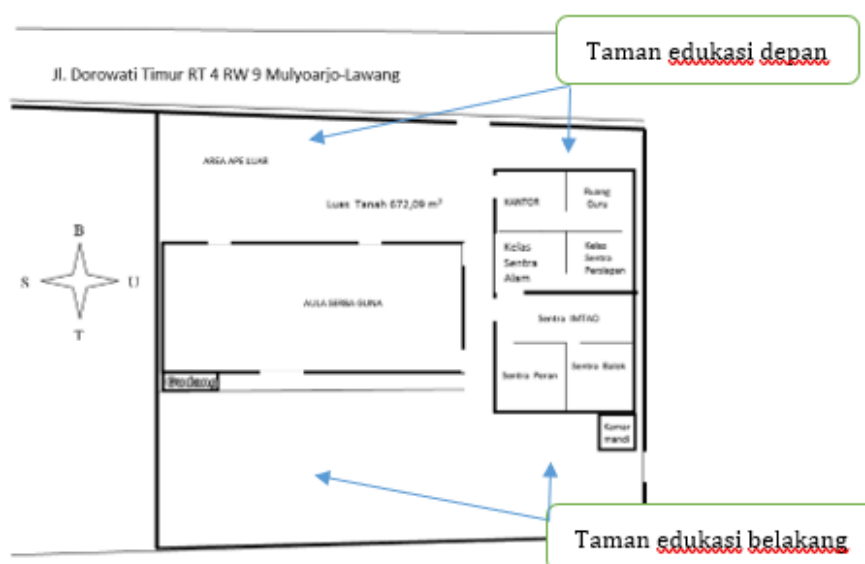 Taman edukasi depan
Jl. Dorowati Timur RT 4 RW 9 Mulyoarjo-Lawang
AREA APE LUAR
Luas Tanah 672,09 m²
KANTOR
Ruang
Guru
B
S
U
T
Kelas
Sentra
Alam
Kelas
Sentra
Persiapan
AULA SERBA GUNA
Sentra IMTAQ
Sentra Peran
Sentra Balok
Kamar
mandi
Taman edukasi belakang